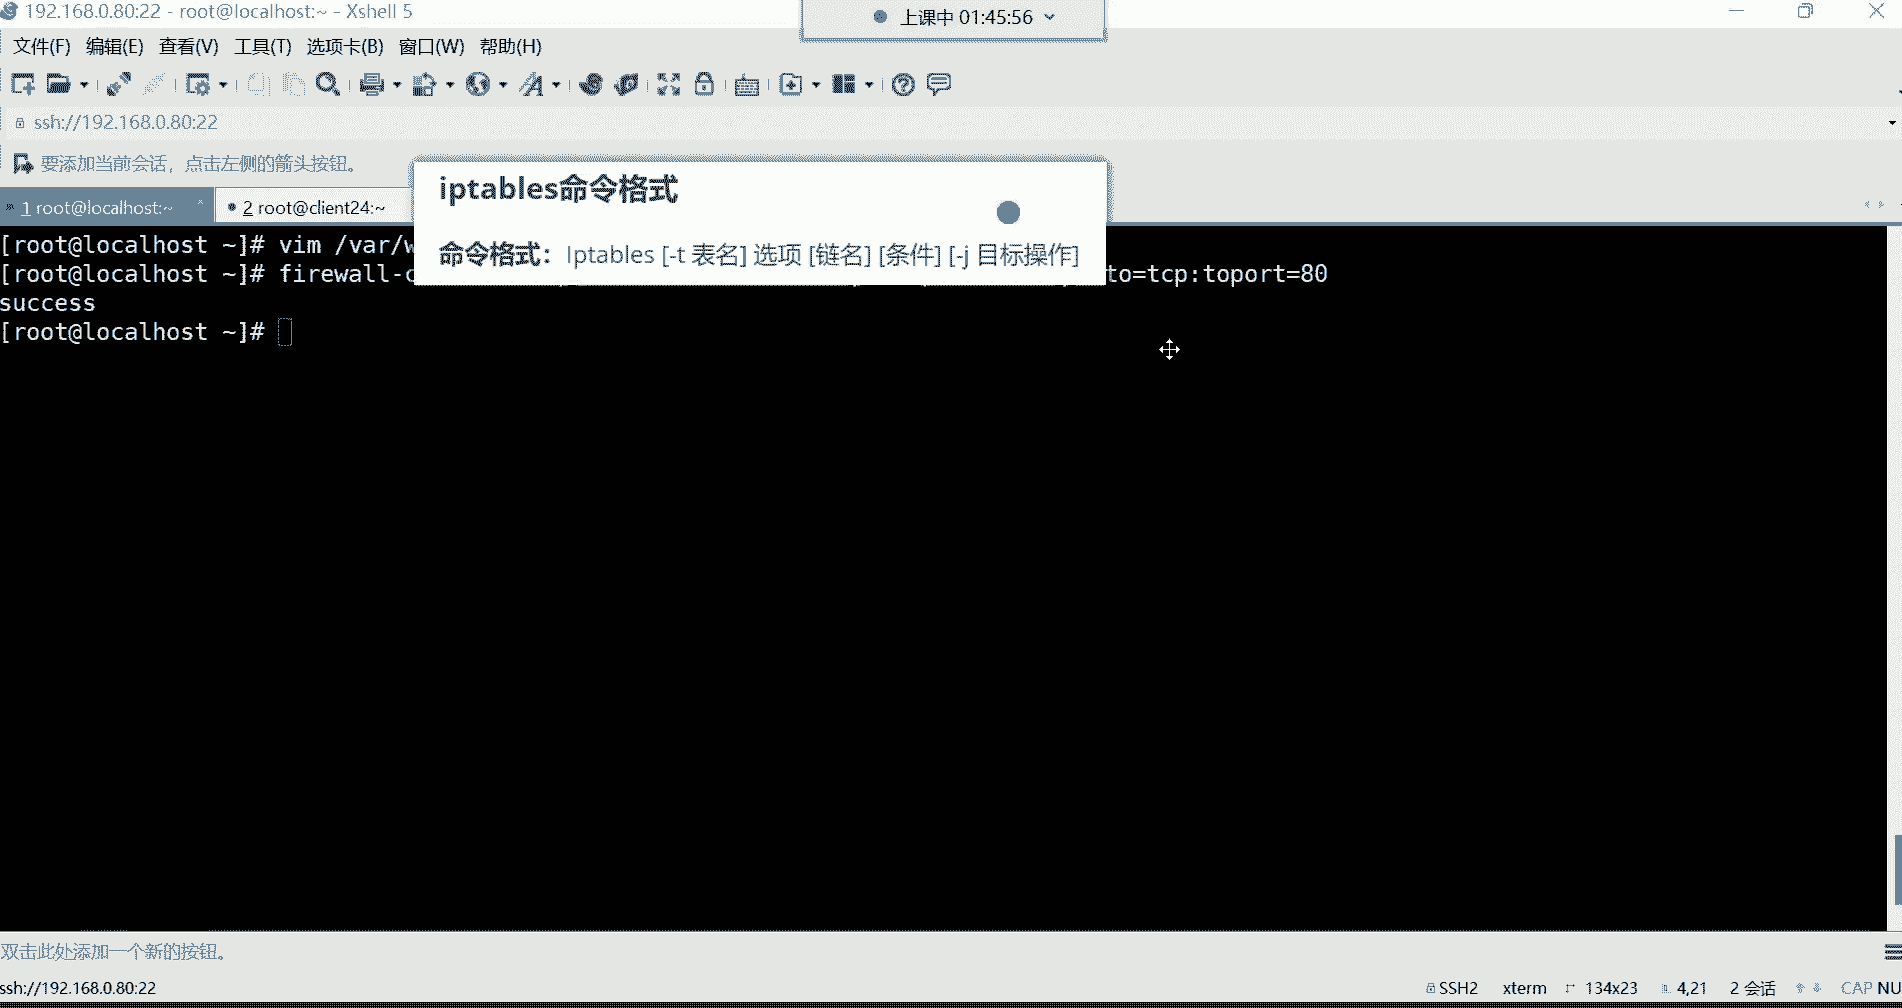 192.168.0.80:22 - root@localhost:~ - Xshell 5
上课中 01:45:56
文件(F) 编辑(E) 查看(V) 工具(T) 选项卡(B) 窗口(W) 帮助(H)
ssh://192.168.0.80:22
要添加当前会话，点击左侧的箭头按钮。
1 root@localhost:~ 2 root@client24:~
iptables命令格式
命令格式： Iptables [-t 表名] 选项 [链名] [条件] [-j 目标操作]
[root@localhost ~]# vim /var/
[root@localhost ~]# firewall- to=tcp:toport=80
success
[root@localhost ~]#
双击此处添加一个新的按钮。
ssh://192.168.0.80:22 SSH2 xterm 134x23 4,21 2 会话 CAP NU